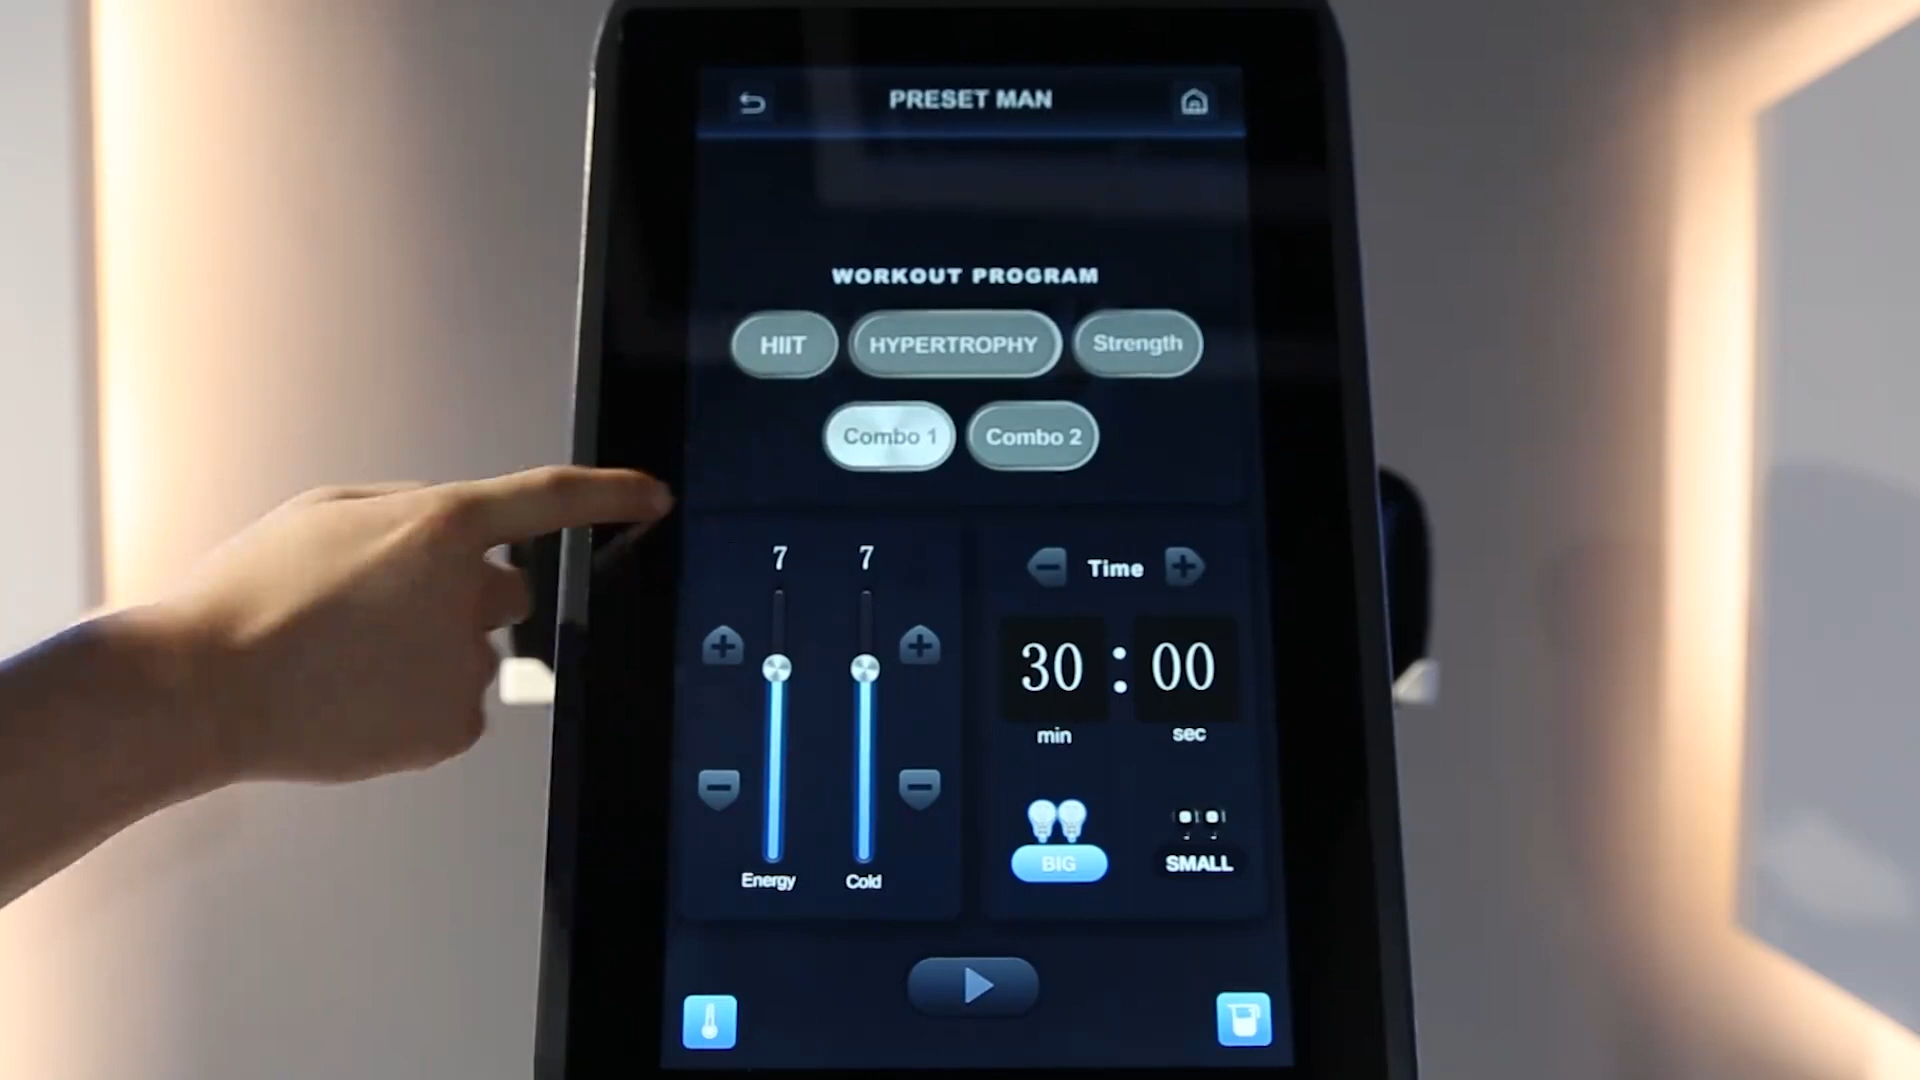 PRESET MAN
WORKOUT PROGRAM
HIIT HYPERTROPHY Strength
Combo 1 Combo 2
7 7
Time
30 : 00
min sec
BIG SMALL
Energy Cold